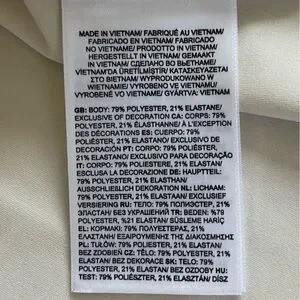 MADE IN VIETNAM/ FABRIQUÉ AU VIETNAM/
FABRICADO EN VIETNAM/ FABRICADO
NO VIETNAME/ PRODOTTO IN VIETNAM/
HERGESTELLT IN VIETNAM/ GEMAAKT
IN VIETNAM/ СДЕЛАНО ВО ВЬЕТНАМЕ/
VIETNAM'DA ÜRETİLMİŞTİR/ ΚΑΤΑΣΚΕΥΑΖΕΤΑΙ
ΣΤΟ ΒΙΕΤΝΑΜ/ WYPRODUKOWANO W
WIETNAMIE/ VYROBENO VE VIETNAMU/
VYROBENÉ VO VIETNAME/ GYÁRTVA: VIETNAM
GB: BODY: 79% POLYESTER, 21% ELASTANE/
EXCLUSIVE OF DECORATION CA: CORPS: 79%
POLYESTER, 21% ÉLASTHANNE/ À L'EXCEPTION
DES DÉCORATIONS ES: CUERPO: 79%
POLIÉSTER, 21% ELASTANO/ EXCLUSIVO DE
DECORACIÓN PT: CORPO: 79% POLIÉSTER,
21% ELASTANO/ EXCLUSIVO PARA DECORAÇÃO
IT: CORPO: 79% POLIESTERE, 21% ELASTAN/
ESCLUSA LA DECORAZIONE DE: HAUPTTEIL:
79% POLYESTER, 21% ELASTHAN/
AUSSCHLIEßLICH DEKORATION NL: LICHAAM:
79% POLYESTER, 21% ELASTAAN/ EXCLUSIEF
VERSIERING RU: ТЕЛО: 79% ПОЛИЭСТЕР, 21%
ЭЛАСТАН/ БЕЗ УКРАШЕНИЙ TR: BEDEN: %79
POLYESTER, %21 ELASTAN/ SÜSLEME HARİÇ
EL: ΚΟΡΜΑΚΙ: 79% ΠΟΛΥΕΣΤΕΡΑΣ, 21%
ΕΛΑΣΤΑΝΗ/ ΕΞΑΙΡΟΥΜΕΝΗΣ ΤΗΣ ΔΙΑΚΟΣΜΗΣΗΣ
PL: TUŁÓW: 79% POLIESTER, 21% ELASTAN/
BEZ ZDOBIEŃ CZ: TĚLO: 79% POLYESTER, 21%
ELASTAN/ BEZ DEKORACE SK: TELO: 79%
POLYESTER, 21% ELASTAN/ BEZ OZDOBY HU:
TEST: 79% POLIÉSZTER, 21% ELASZTÁN/ DÍSZ